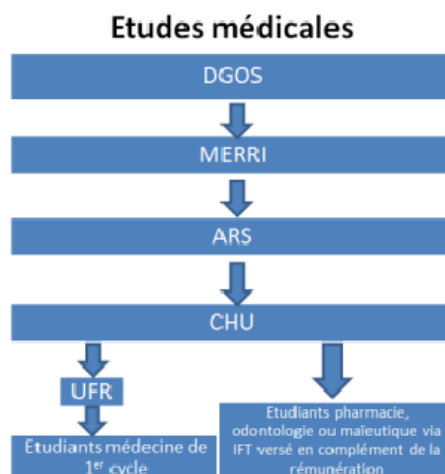 Etudes médicales
DGOS
MERRI
ARS
CHU
UFR
Etudiants médecine de
1er cycle
Etudiants pharmacie,
odontologie ou maïeutique via
IFT versé en complément de la
rémunération